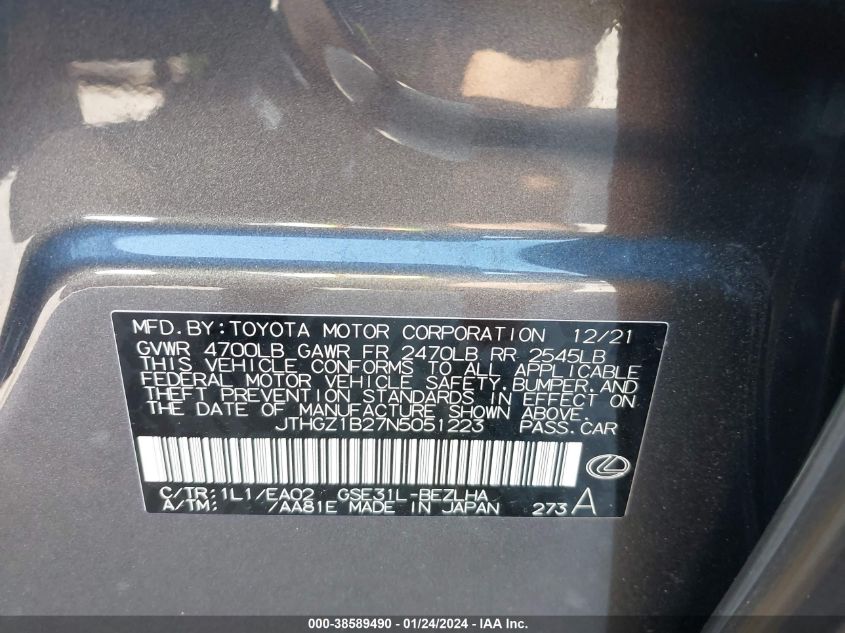 MFD. BY: TOYOTA MOTOR CORPORATION 12/21
GVWR 4700LB GAWR FR 2470LB RR 2545LB
THIS VEHICLE CONFORMS TO ALL APPLICABLE
FEDERAL MOTOR VEHICLE SAFETY, BUMPER, AND
THEFT PREVENTION STANDARDS IN EFFECT ON
THE DATE OF MANUFACTURE SHOWN ABOVE.
JTHGZ1B27N5051223 PASS. CAR
C/TR: 1L1/EA02 GSE31L-BEZLHA
A/TM: /AA81E MADE IN JAPAN 273 A
000-38589490 - 01/24/2024 - IAA Inc.